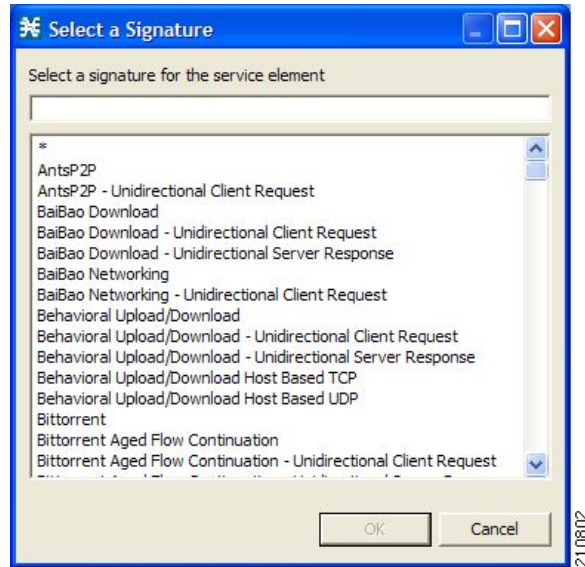 Select a Signature
Select a signature for the service element
*
AntsP2P
AntsP2P - Unidirectional Client Request
BaiBao Download
BaiBao Download - Unidirectional Client Request
BaiBao Download - Unidirectional Server Response
BaiBao Networking
BaiBao Networking - Unidirectional Client Request
Behavioral Upload/Download
Behavioral Upload/Download - Unidirectional Client Request
Behavioral Upload/Download - Unidirectional Server Response
Behavioral Upload/Download Host Based TCP
Behavioral Upload/Download Host Based UDP
Bittorrent
Bittorrent Aged Flow Continuation
Bittorrent Aged Flow Continuation - Unidirectional Client Request
OK Cancel
210802